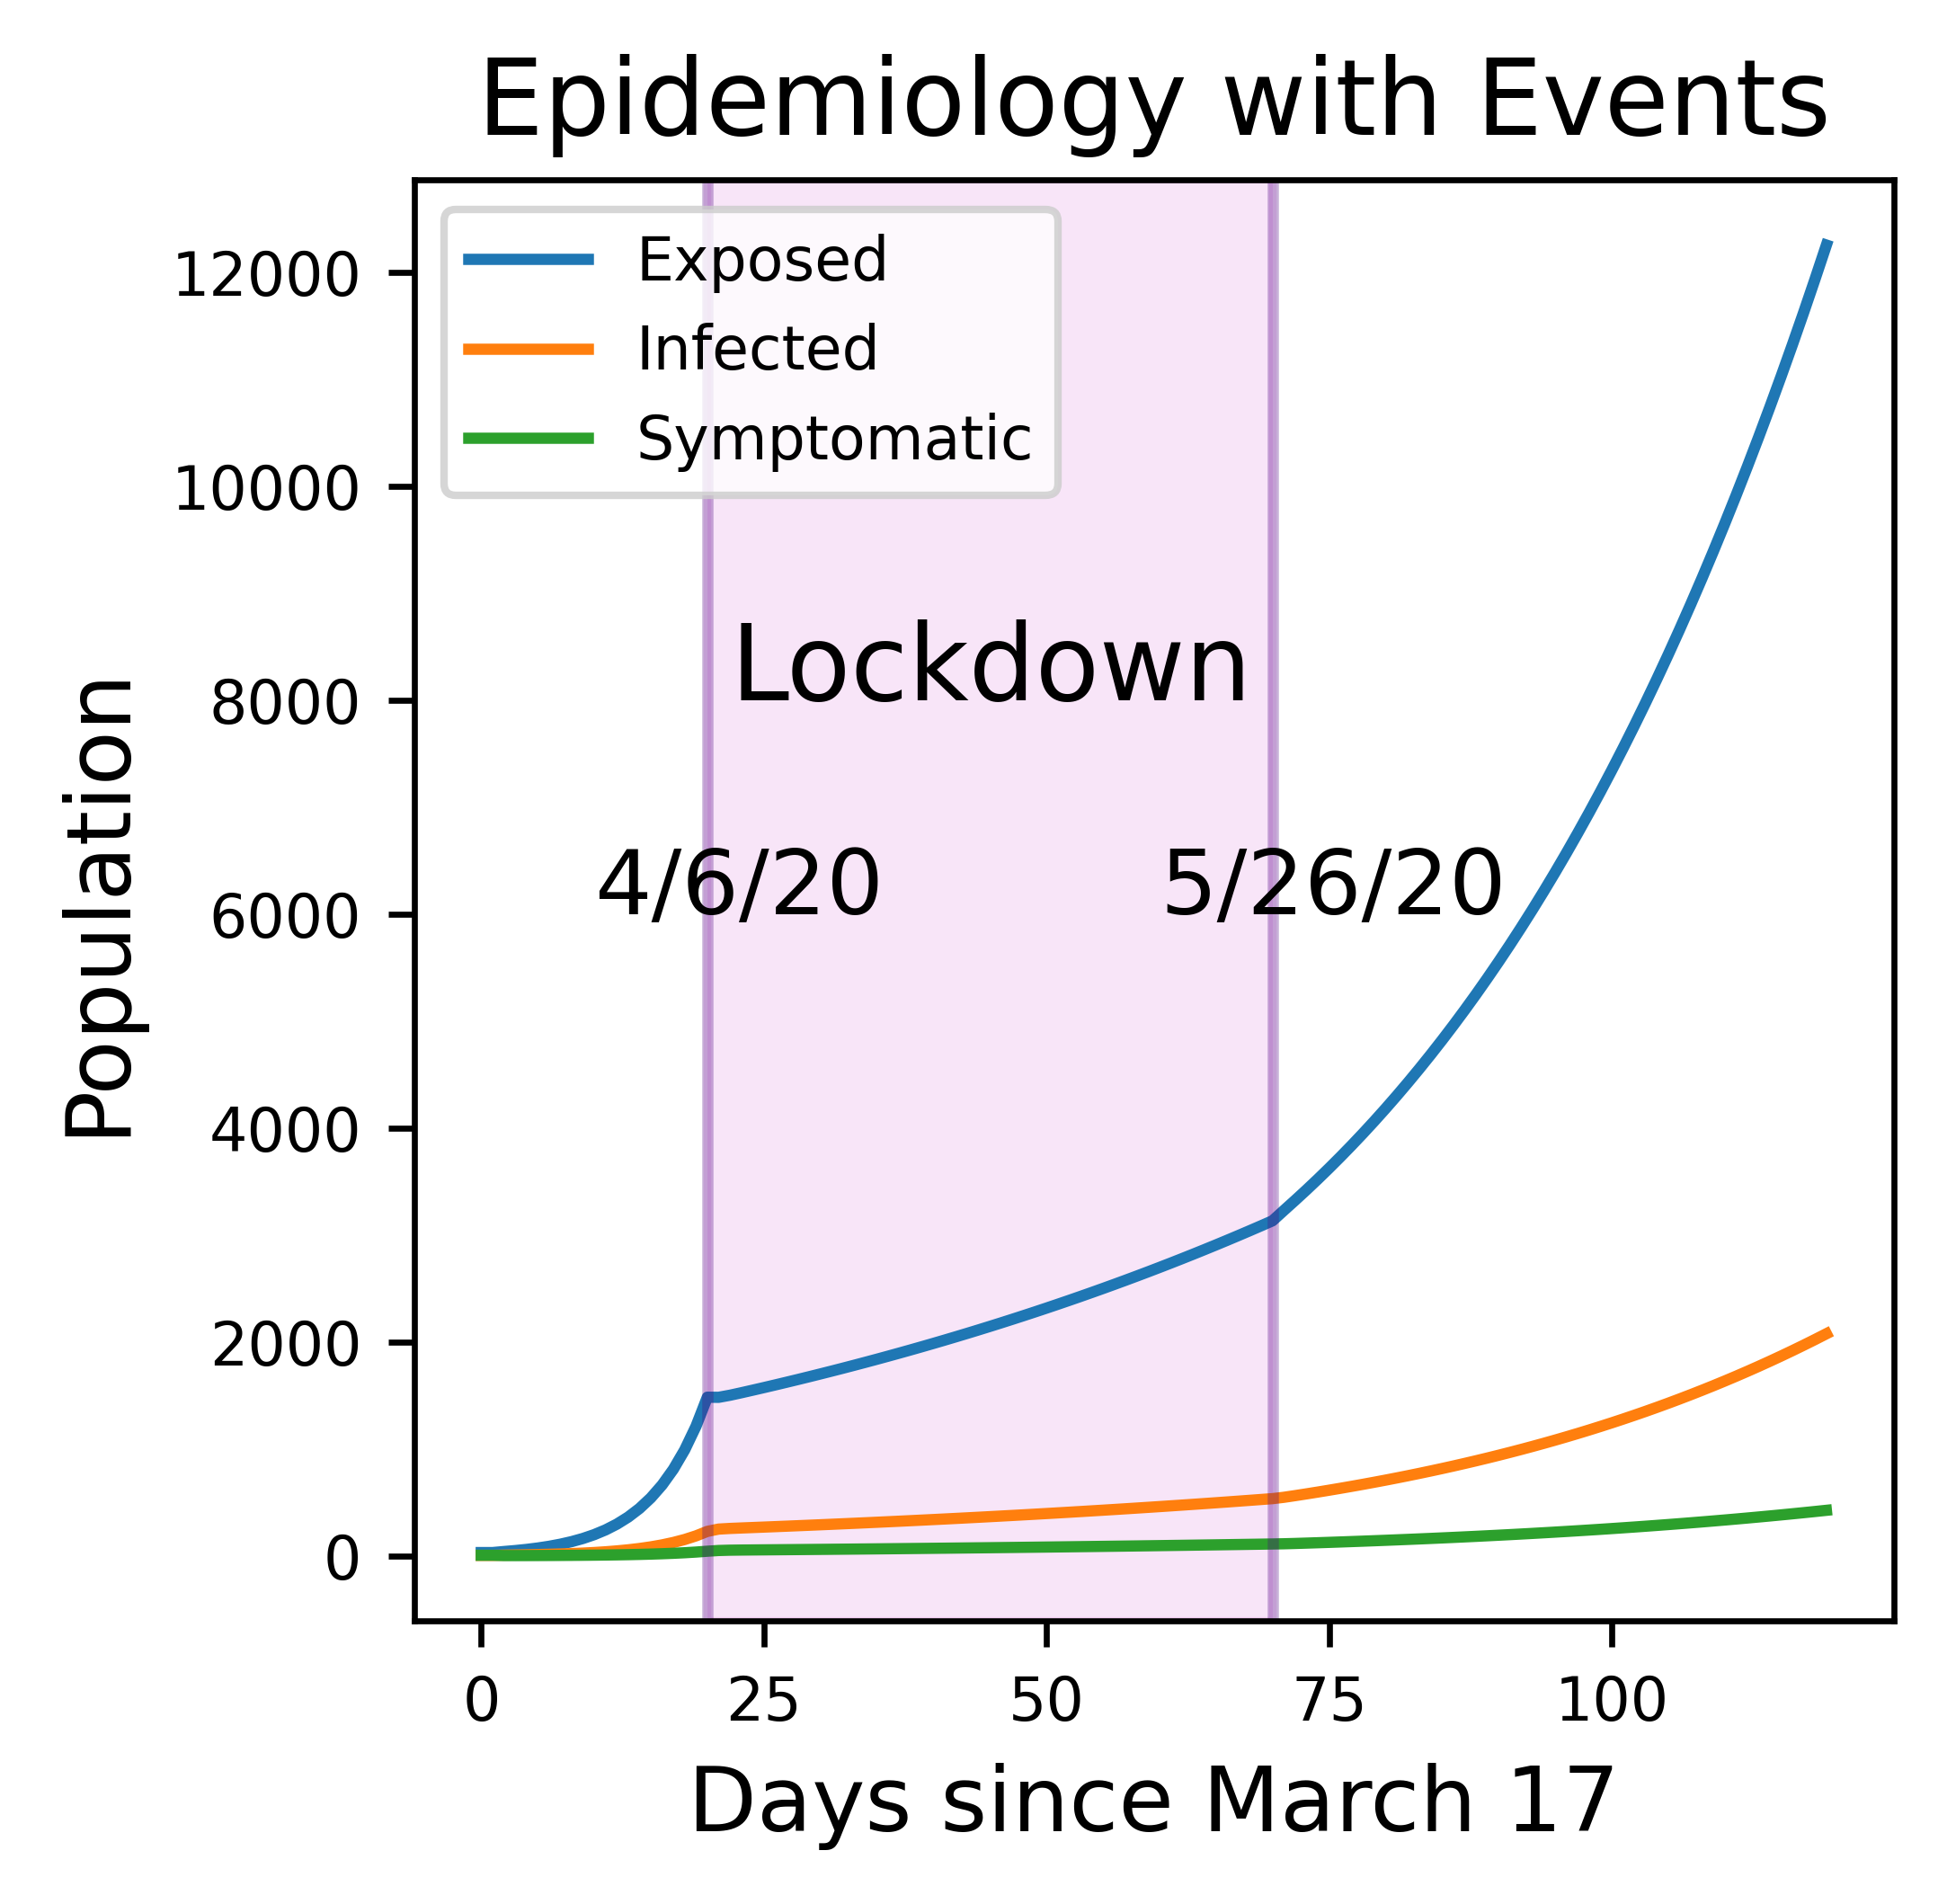 Epidemiology with Events
Exposed
Infected
Symptomatic
Lockdown
4/6/20
5/26/20
Population
12000
10000
8000
6000
4000
2000
0
0 25 50 75 100
Days since March 17